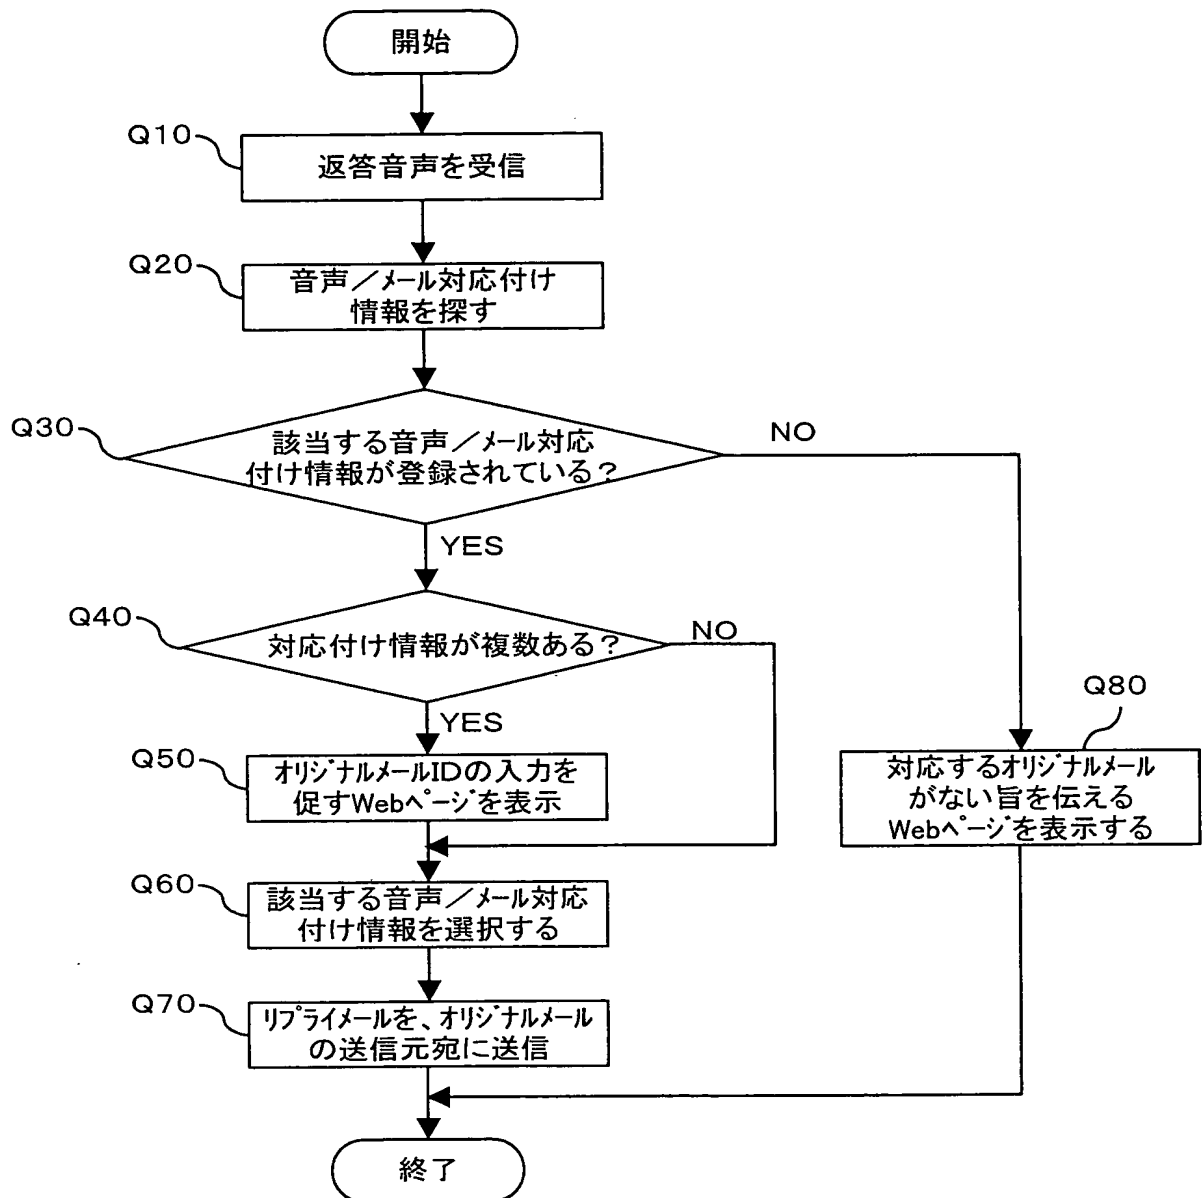 開始
Q10
返答音声を受信
Q20
音声／ﾒｰﾙ対応付け
情報を探す
Q30
該当する音声／ﾒｰﾙ対応
付け情報が登録されている？
NO
YES
Q40
対応付け情報が複数ある？
NO
YES
Q50
ｵﾘｼﾞﾅﾙﾒｰﾙIDの入力を
促すWebﾍﾟｰｼﾞを表示
Q80
対応するｵﾘｼﾞﾅﾙﾒｰﾙ
がない旨を伝える
Webﾍﾟｰｼﾞを表示する
Q60
該当する音声／ﾒｰﾙ対応
付け情報を選択する
Q70
ﾘﾌﾟﾗｲﾒｰﾙを、ｵﾘｼﾞﾅﾙﾒｰﾙ
の送信元宛に送信
終了